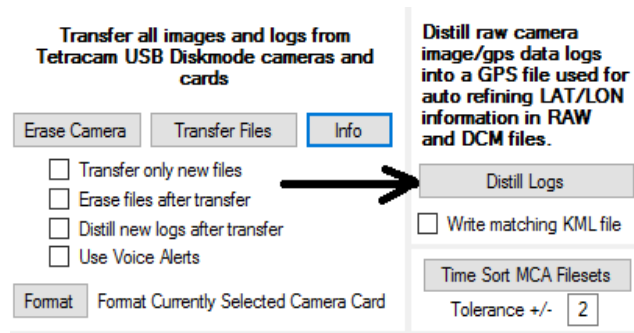 Transfer all images and logs from
Tetracam USB Diskmode cameras and
cards
Erase Camera
Transfer Files
Info
Transfer only new files
Erase files after transfer
Distill new logs after transfer
Use Voice Alerts
Format
Format Currently Selected Camera Card
Distill raw camera
image/gps data logs
into a GPS file used for
auto refining LAT/LON
information in RAW
and DCM files.
Distill Logs
Write matching KML file
Time Sort MCA Filesets
Tolerance +/- 2